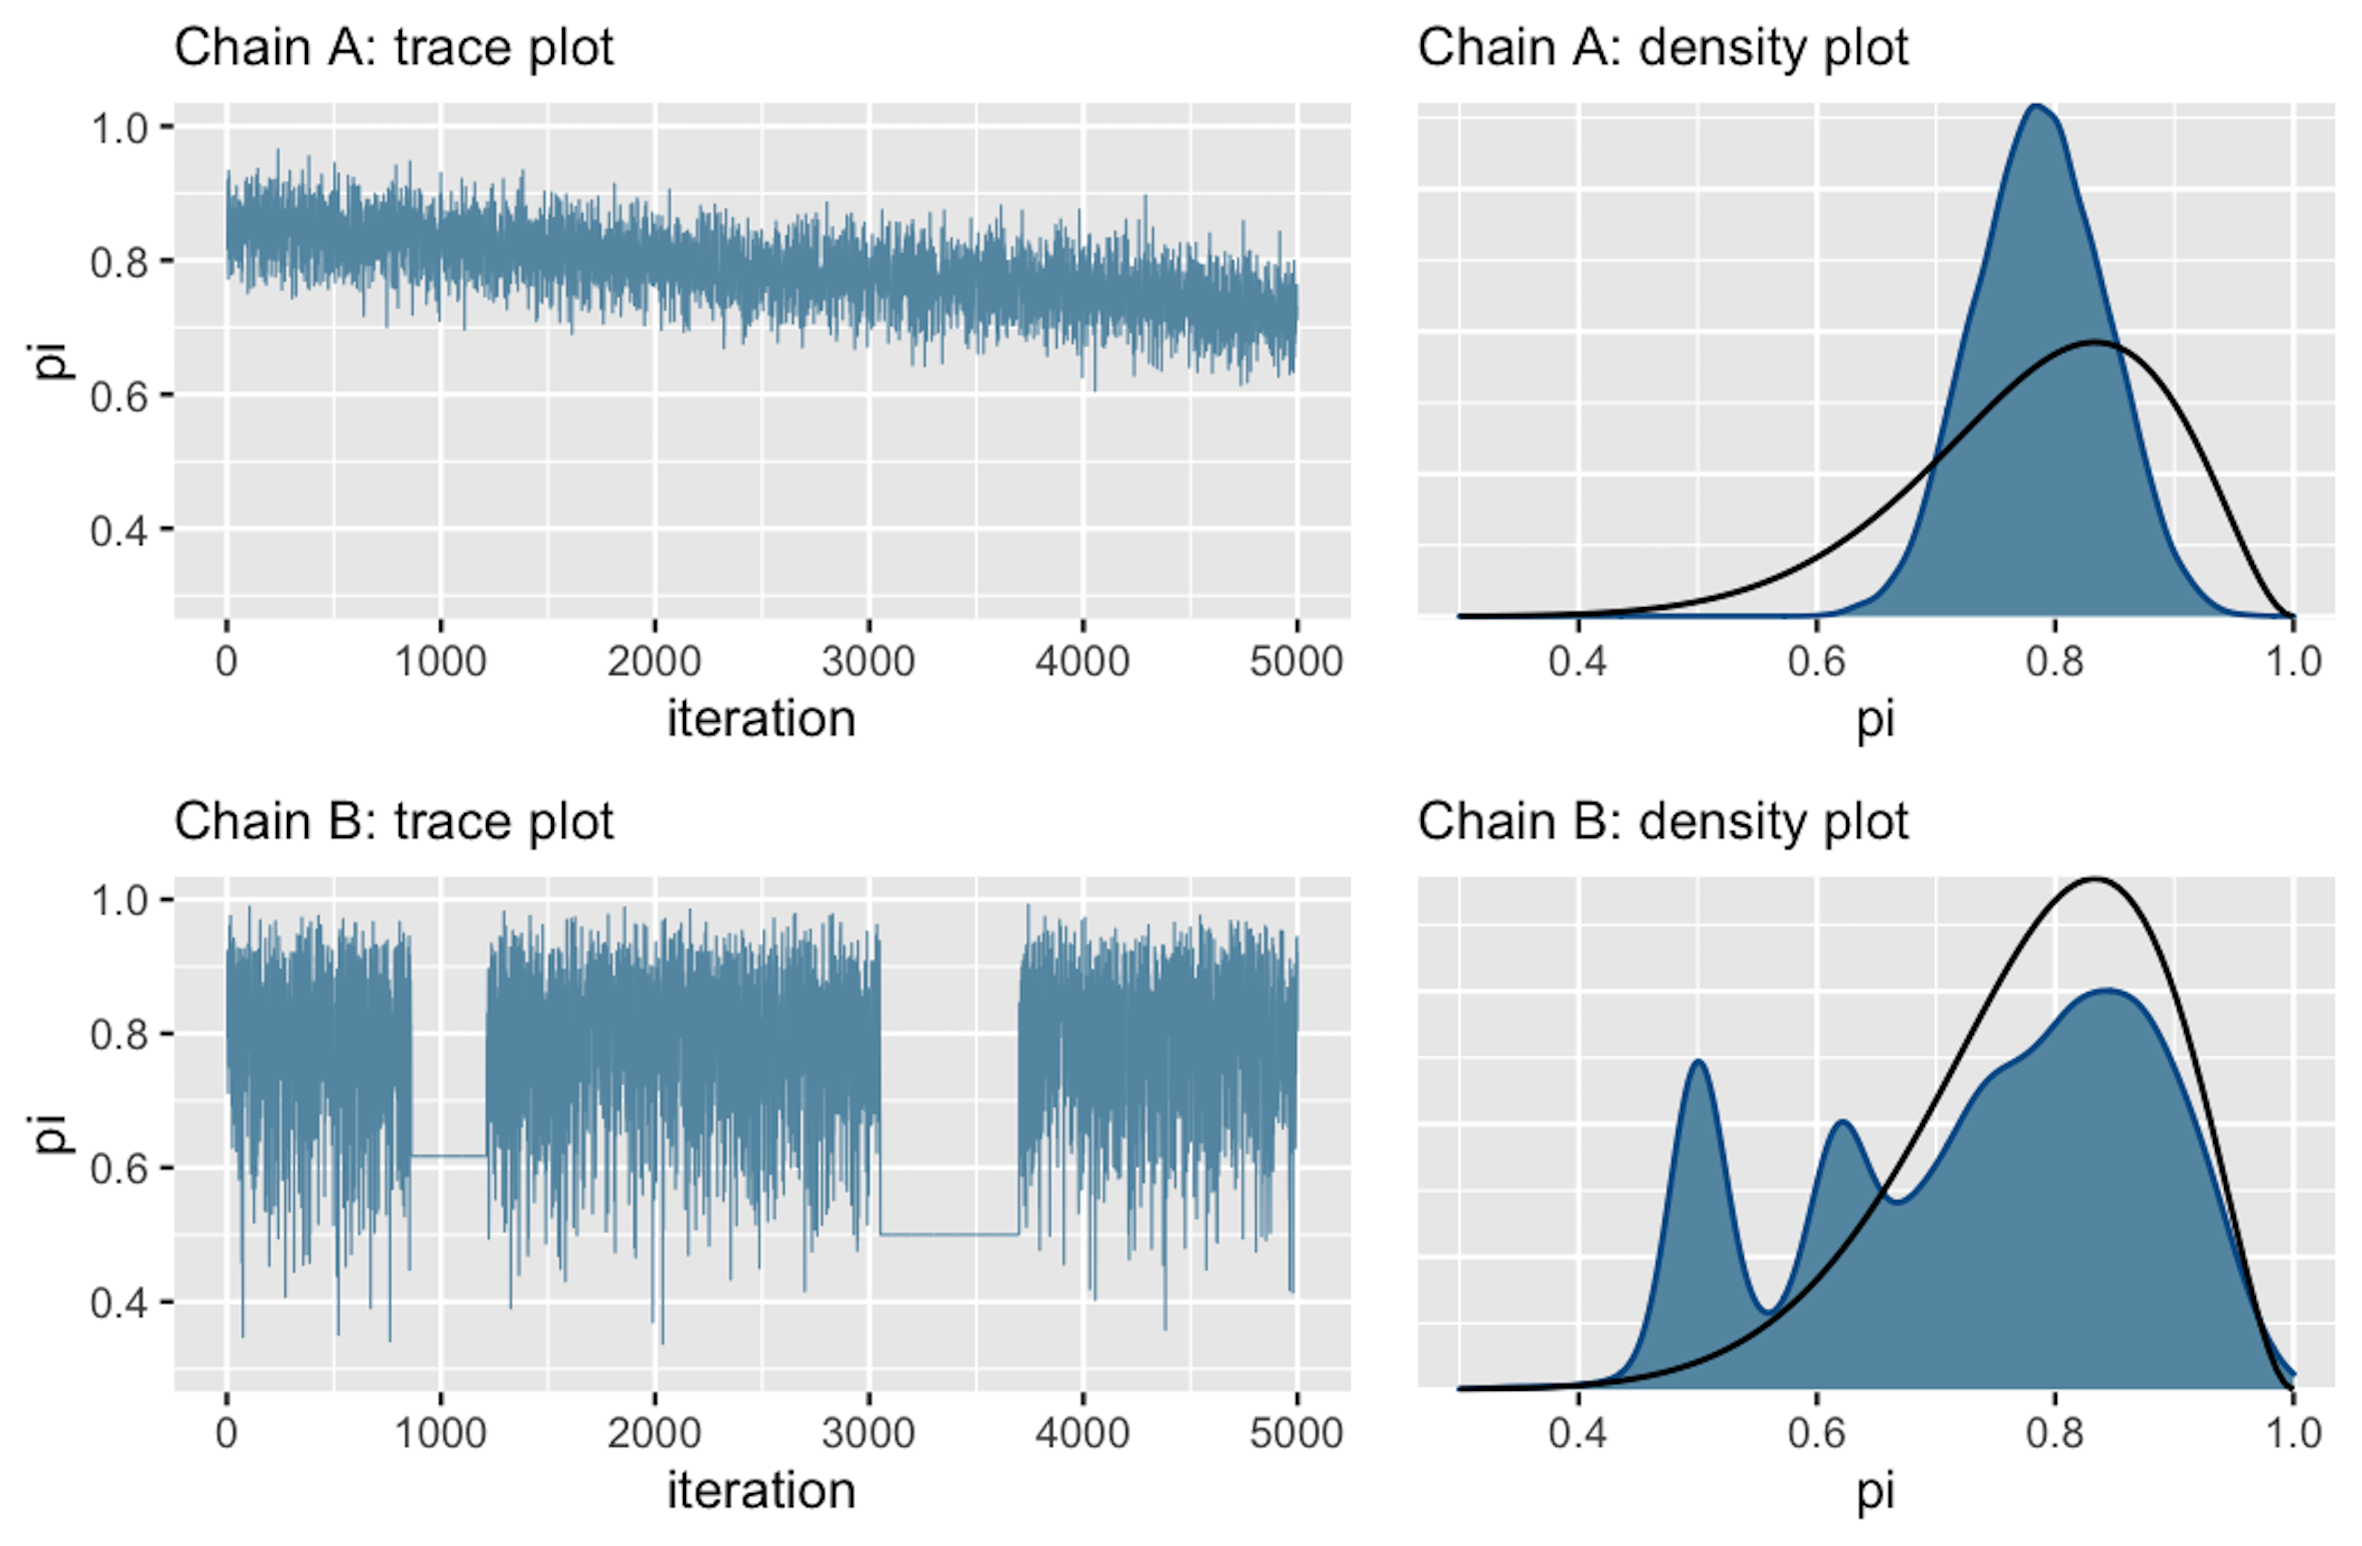 Chain A: trace plot
Chain A: density plot
1.0
0.8
0.6
0.4
pi
0 1000 2000 3000 4000 5000
iteration
0.4 0.6 0.8 1.0
pi
Chain B: trace plot
Chain B: density plot
1.0
0.8
0.6
0.4
pi
0 1000 2000 3000 4000 5000
iteration
0.4 0.6 0.8 1.0
pi